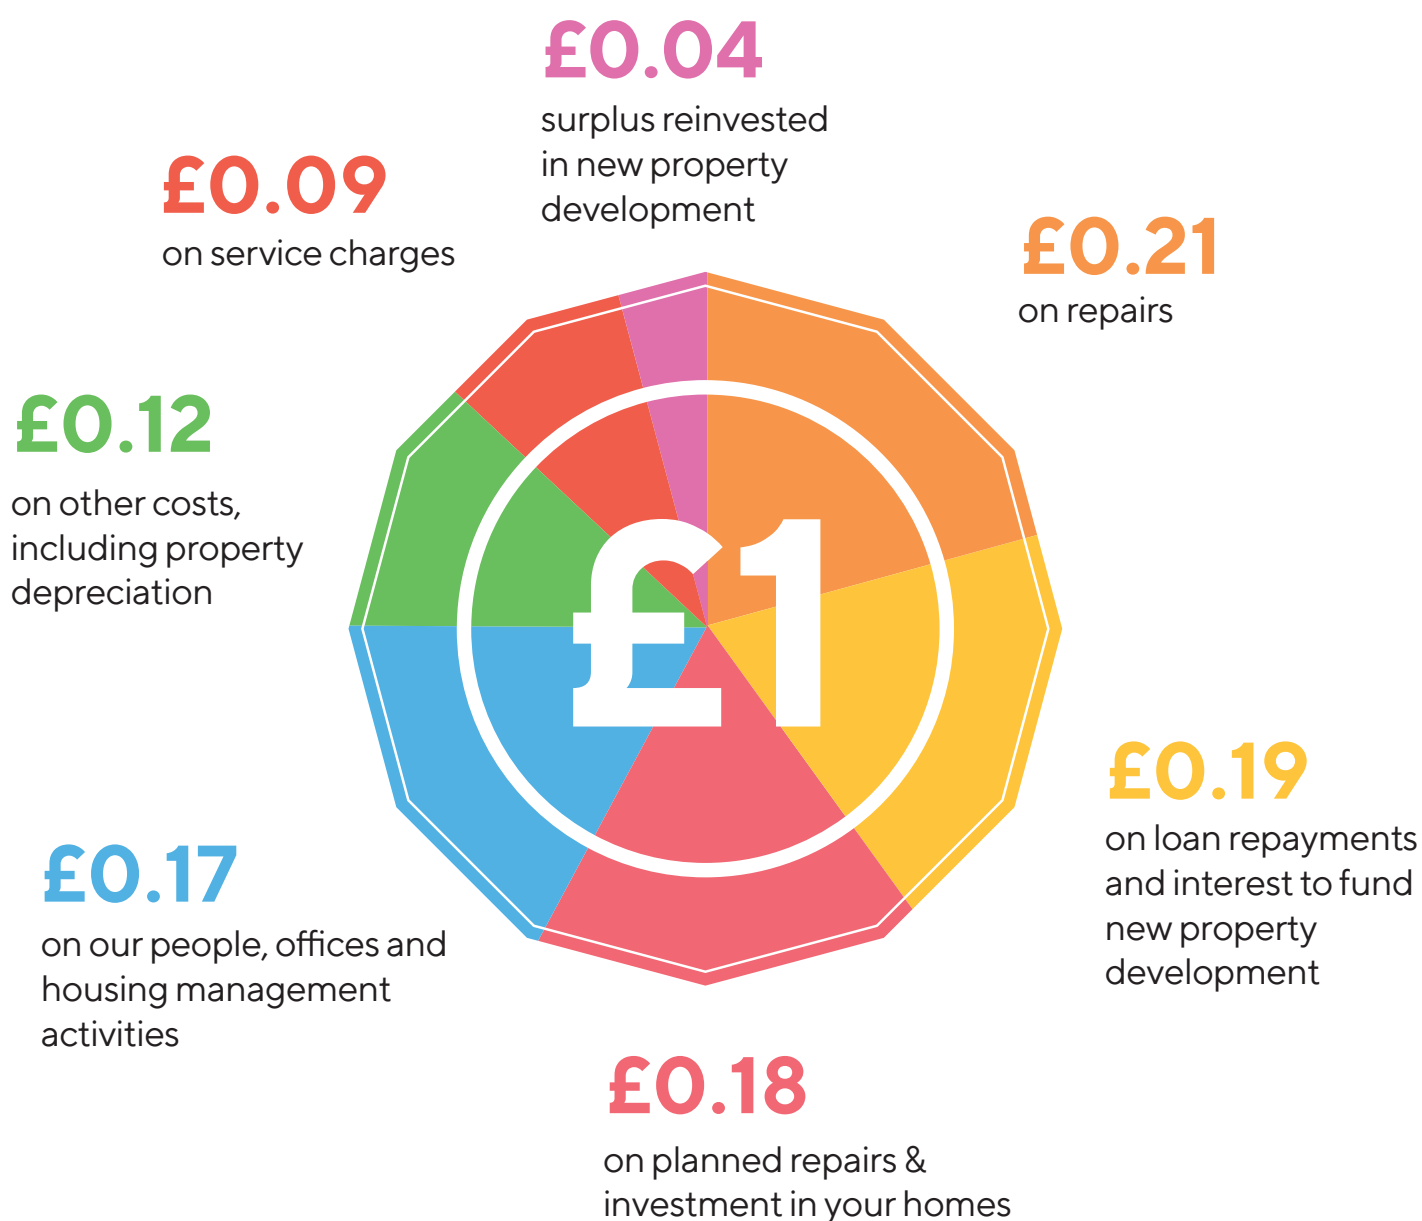 £0.04
surplus reinvested
in new property
development
£0.09
on service charges
£0.21
on repairs
£0.12
on other costs,
including property
depreciation
£1
£0.19
on loan repayments
and interest to fund
new property
development
£0.17
on our people, offices and
housing management
activities
£0.18
on planned repairs &
investment in your homes